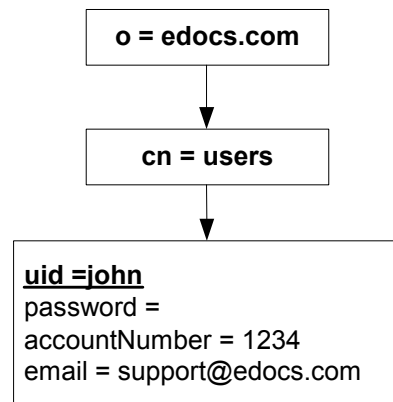 o = edocs.com
cn = users
uid =john
password =
accountNumber = 1234
email = support@edocs.com